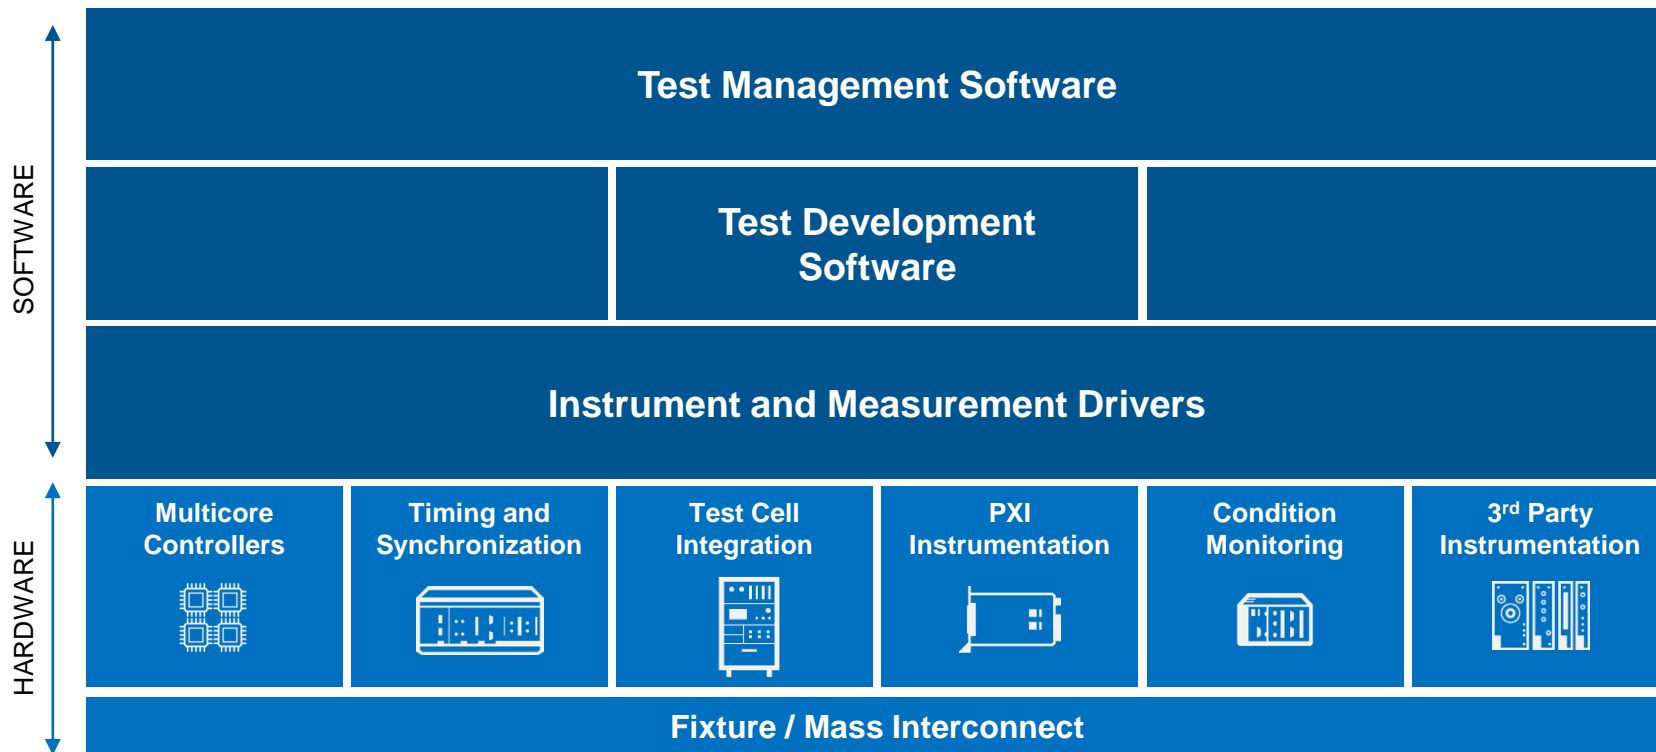 SOFTWARE
Test Management Software
Test Development
Software
Instrument and Measurement Drivers
HARDWARE
Multicore
Controllers
Timing and
Synchronization
Test Cell
Integration
PXI
Instrumentation
Condition
Monitoring
3rd Party
Instrumentation
Fixture / Mass Interconnect